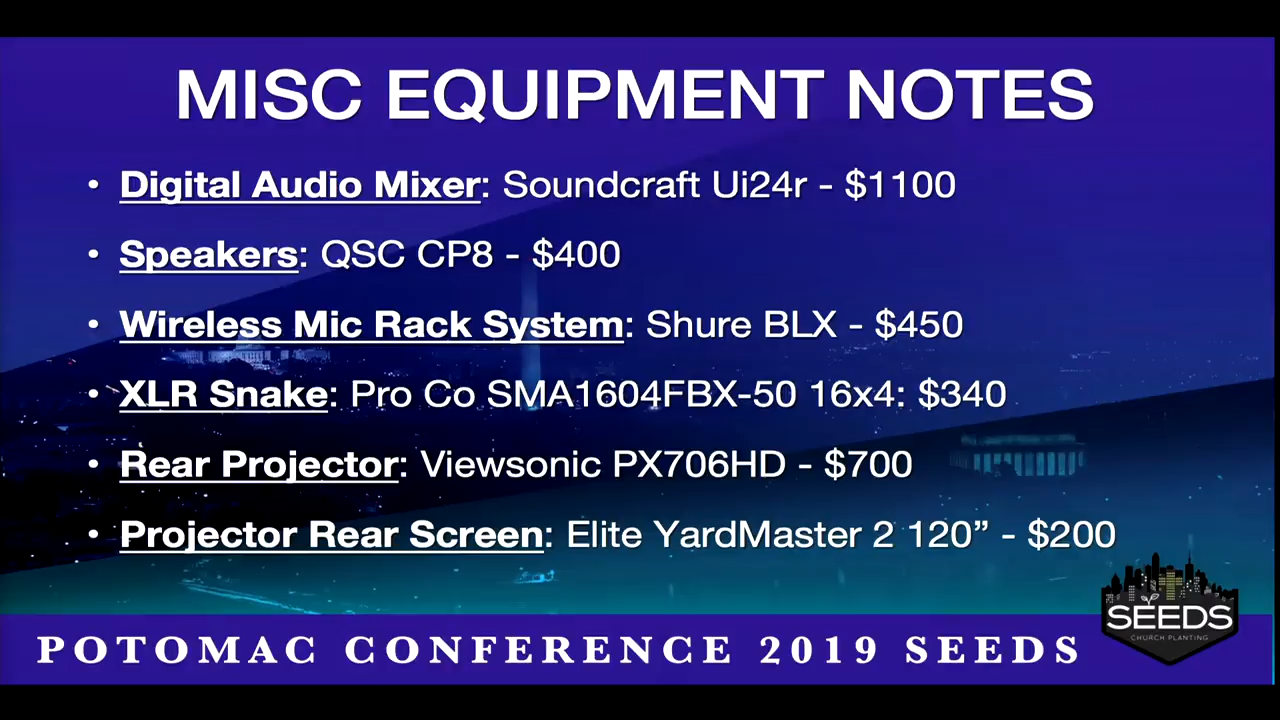 MISC EQUIPMENT NOTES
• Digital Audio Mixer: Soundcraft Ui24r - $1100
• Speakers: QSC CP8 - $400
• Wireless Mic Rack System: Shure BLX - $450
• XLR Snake: Pro Co SMA1604FBX-50 16x4: $340
• Rear Projector: Viewsonic PX706HD - $700
• Projector Rear Screen: Elite YardMaster 2 120” - $200
SEEDS
CHURCH PLANTING
POTOMAC CONFERENCE 2019 SEEDS